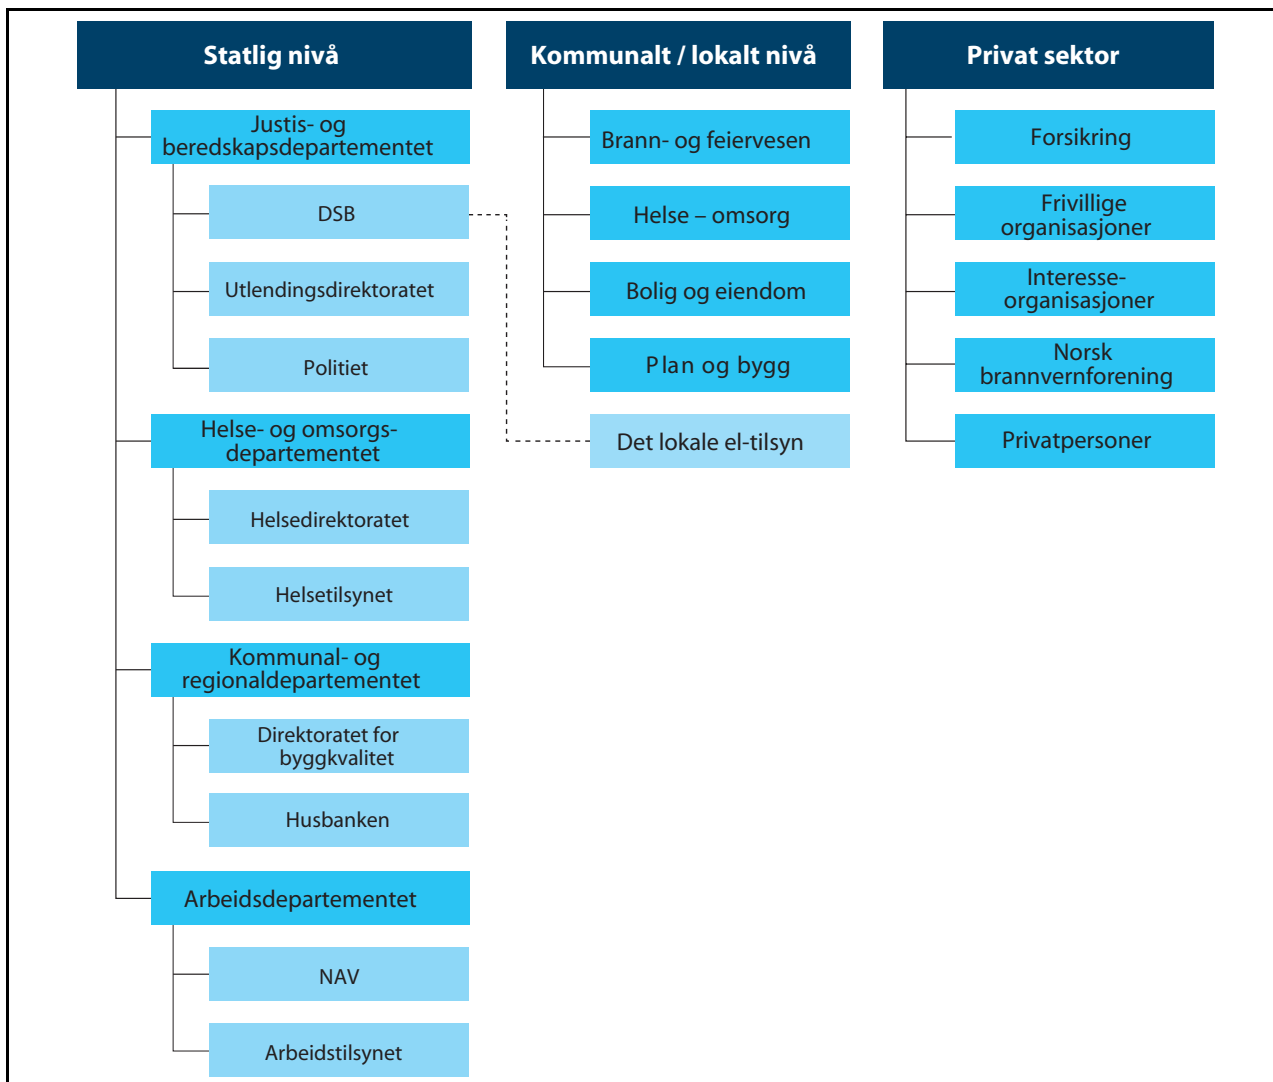 Statlig nivå
Justis- og
beredskapsdepartementet
DSB
Utlendingsdirektoratet
Politiet
Helse- og omsorgs-
departementet
Helsedirektoratet
Helsetilsynet
Kommunal- og
regionaldepartementet
Direktoratet for
byggkvalitet
Husbanken
Arbeidsdepartementet
NAV
Arbeidstilsynet
Kommunalt / lokalt nivå
Brann- og feiervesen
Helse – omsorg
Bolig og eiendom
Plan og bygg
Det lokale el-tilsyn
Privat sektor
Forsikring
Frivillige
organisasjoner
Interesse-
organisasjoner
Norsk
brannvernforening
Privatpersoner